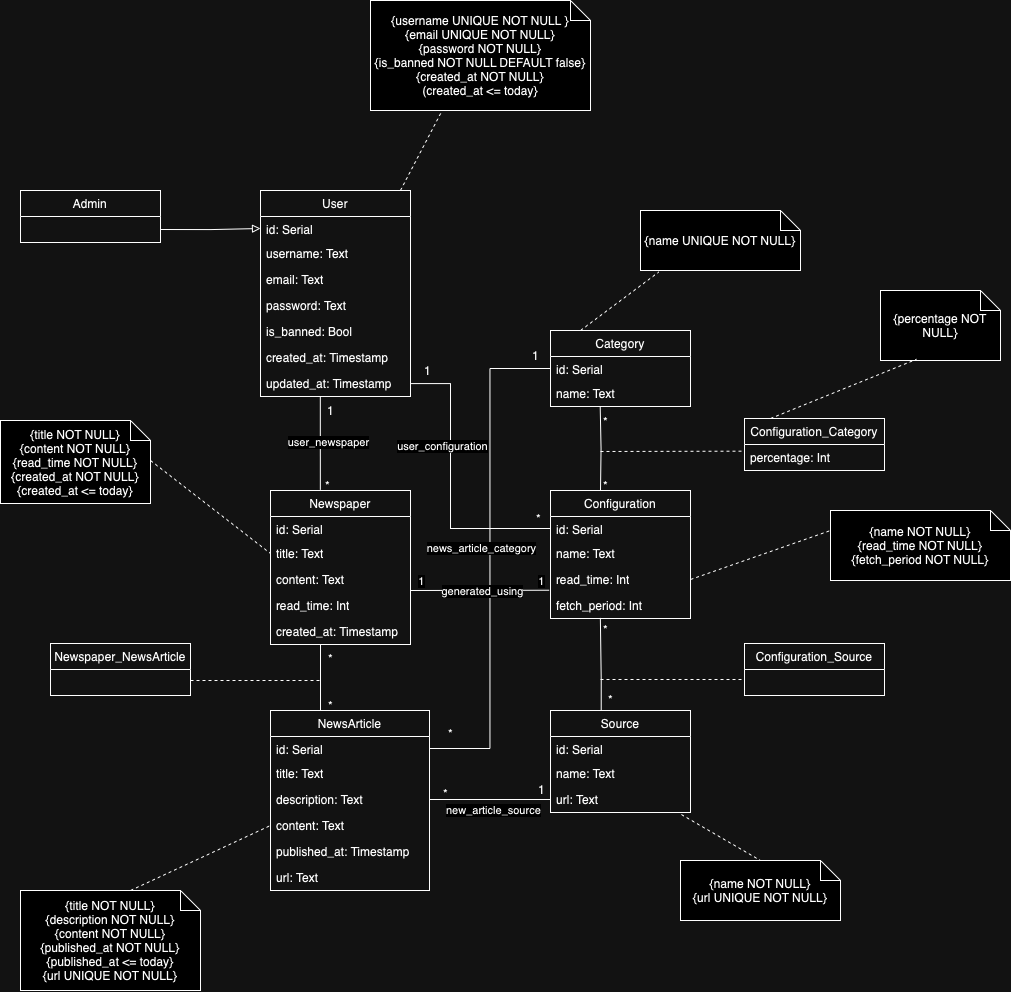 {username UNIQUE NOT NULL }
{email UNIQUE NOT NULL}
{password NOT NULL}
{is_banned NOT NULL DEFAULT false}
{created_at NOT NULL}
(created_at <= today}
Admin
User
id: Serial
username: Text
email: Text
password: Text
is_banned: Bool
created_at: Timestamp
updated_at: Timestamp
{name UNIQUE NOT NULL}
{percentage NOT
NULL}
Category
id: Serial
name: Text
1
1
1
*
Configuration_Category
percentage: Int
user_newspaper
user_configuration
{title NOT NULL}
{content NOT NULL}
{read_time NOT NULL}
{created_at NOT NULL}
{created_at <= today}
*
*
*
Newspaper
id: Serial
title: Text
content: Text
read_time: Int
created_at: Timestamp
Configuration
id: Serial
name: Text
read_time: Int
fetch_period: Int
news_article_category
1
generated_using
1
{name NOT NULL}
{read_time NOT NULL}
{fetch_period NOT NULL}
Newspaper_NewsArticle
*
*
*
*
Configuration_Source
NewsArticle
id: Serial
title: Text
description: Text
content: Text
published_at: Timestamp
url: Text
*
*
1
new_article_source
Source
id: Serial
name: Text
url: Text
{name NOT NULL}
{url UNIQUE NOT NULL}
{title NOT NULL}
{description NOT NULL}
{content NOT NULL}
{published_at NOT NULL}
{published_at <= today}
{url UNIQUE NOT NULL}